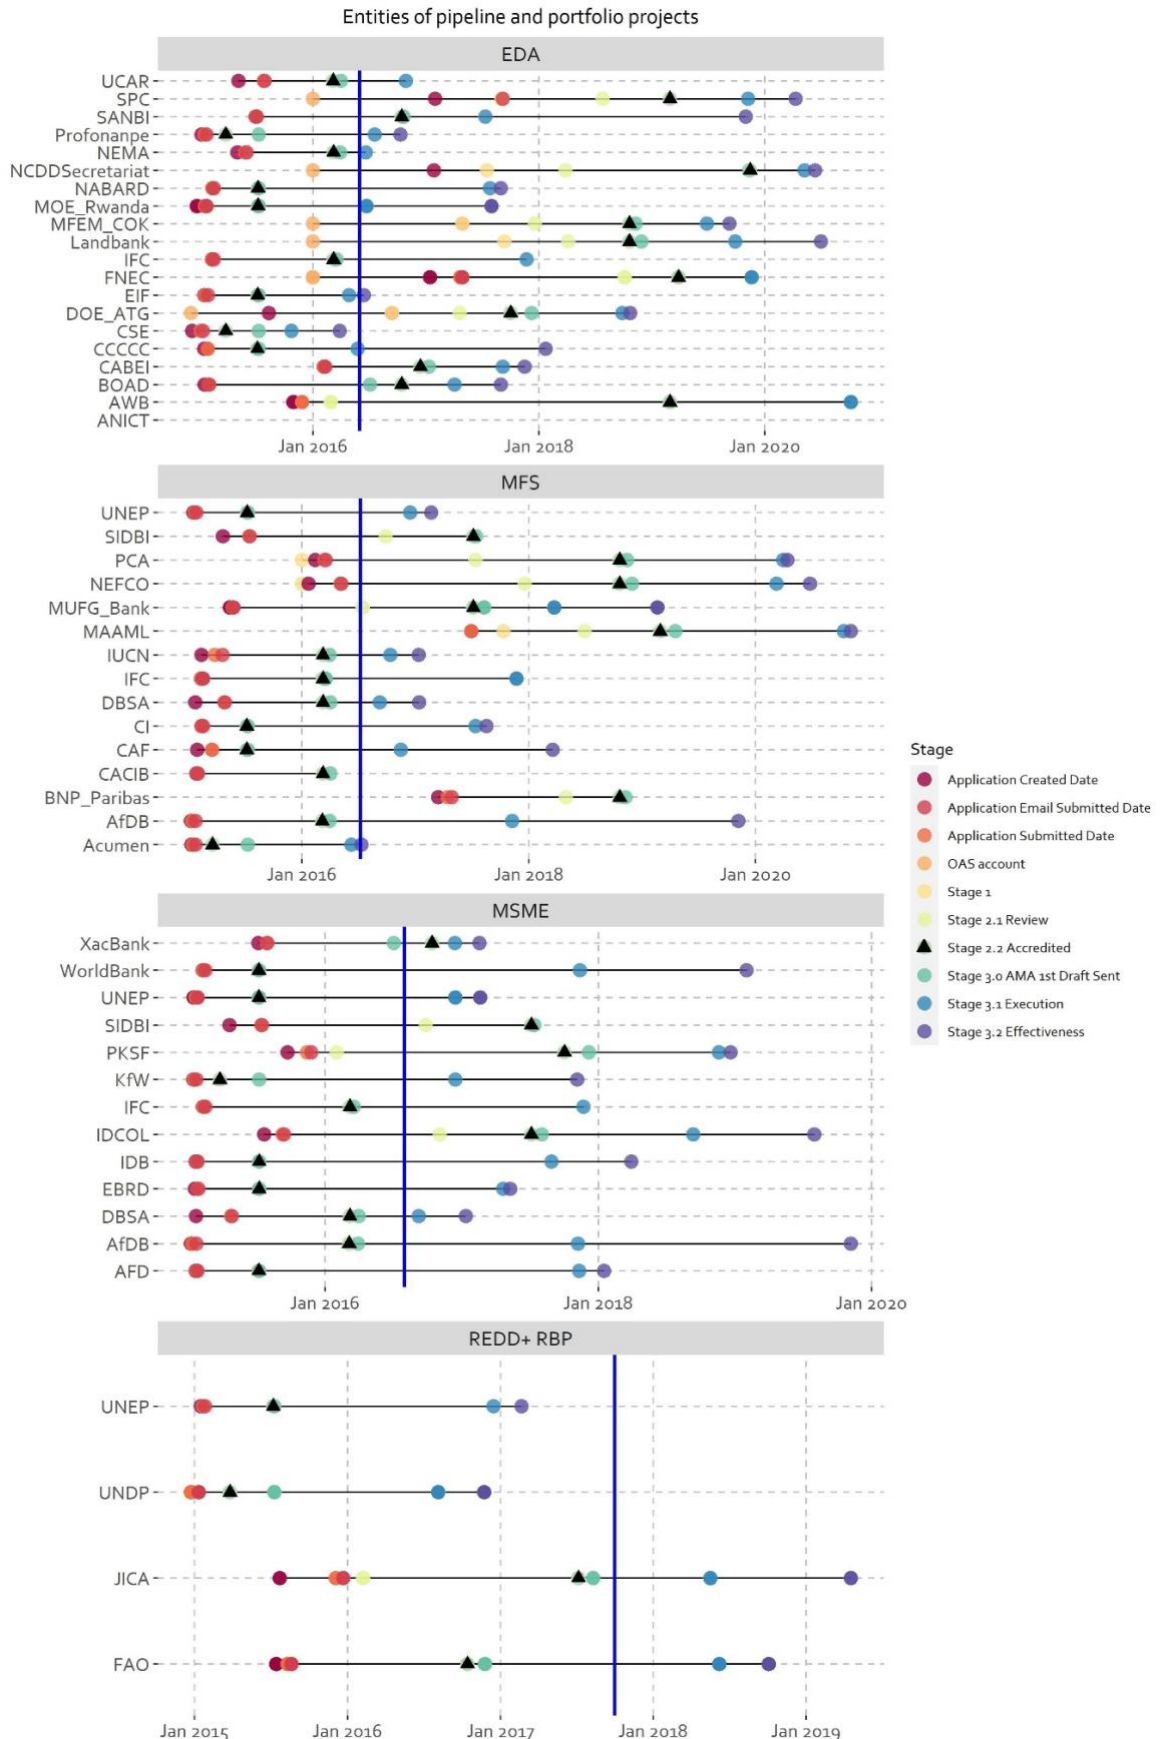 Entities of pipeline and portfolio projects
EDA
UCAR
SPC
SANBI
Profonanpe
NEMA
NCDDSecretariat
NABARD
MOE_Rwanda
MFEM_COK
Landbank
IFC
FNEC
EIF
DOE_ATG
CSE
CCCCC
CABEI
BOAD
AWB
ANICT
Jan 2016 Jan 2018 Jan 2020
MFS
UNEP
SIDBI
PCA
NEFCO
MUFG_Bank
MAAML
IUCN
IFC
DBSA
CI
CAF
CACIB
BNP_Paribas
AfDB
Acumen
Jan 2016 Jan 2018 Jan 2020
Stage
Application Created Date
Application Email Submitted Date
Application Submitted Date
OAS account
Stage 1
Stage 2.1 Review
Stage 2.2 Accredited
Stage 3.0 AMA 1st Draft Sent
Stage 3.1 Execution
Stage 3.2 Effectiveness
MSME
XacBank
WorldBank
UNEP
SIDBI
PKSF
KfW
IFC
IDCOL
IDB
EBRD
DBSA
AfDB
AFD
Jan 2016 Jan 2018 Jan 2020
REDD+ RBP
UNEP
UNDP
JICA
FAO
Jan 2015 Jan 2016 Jan 2017 Jan 2018 Jan 2019